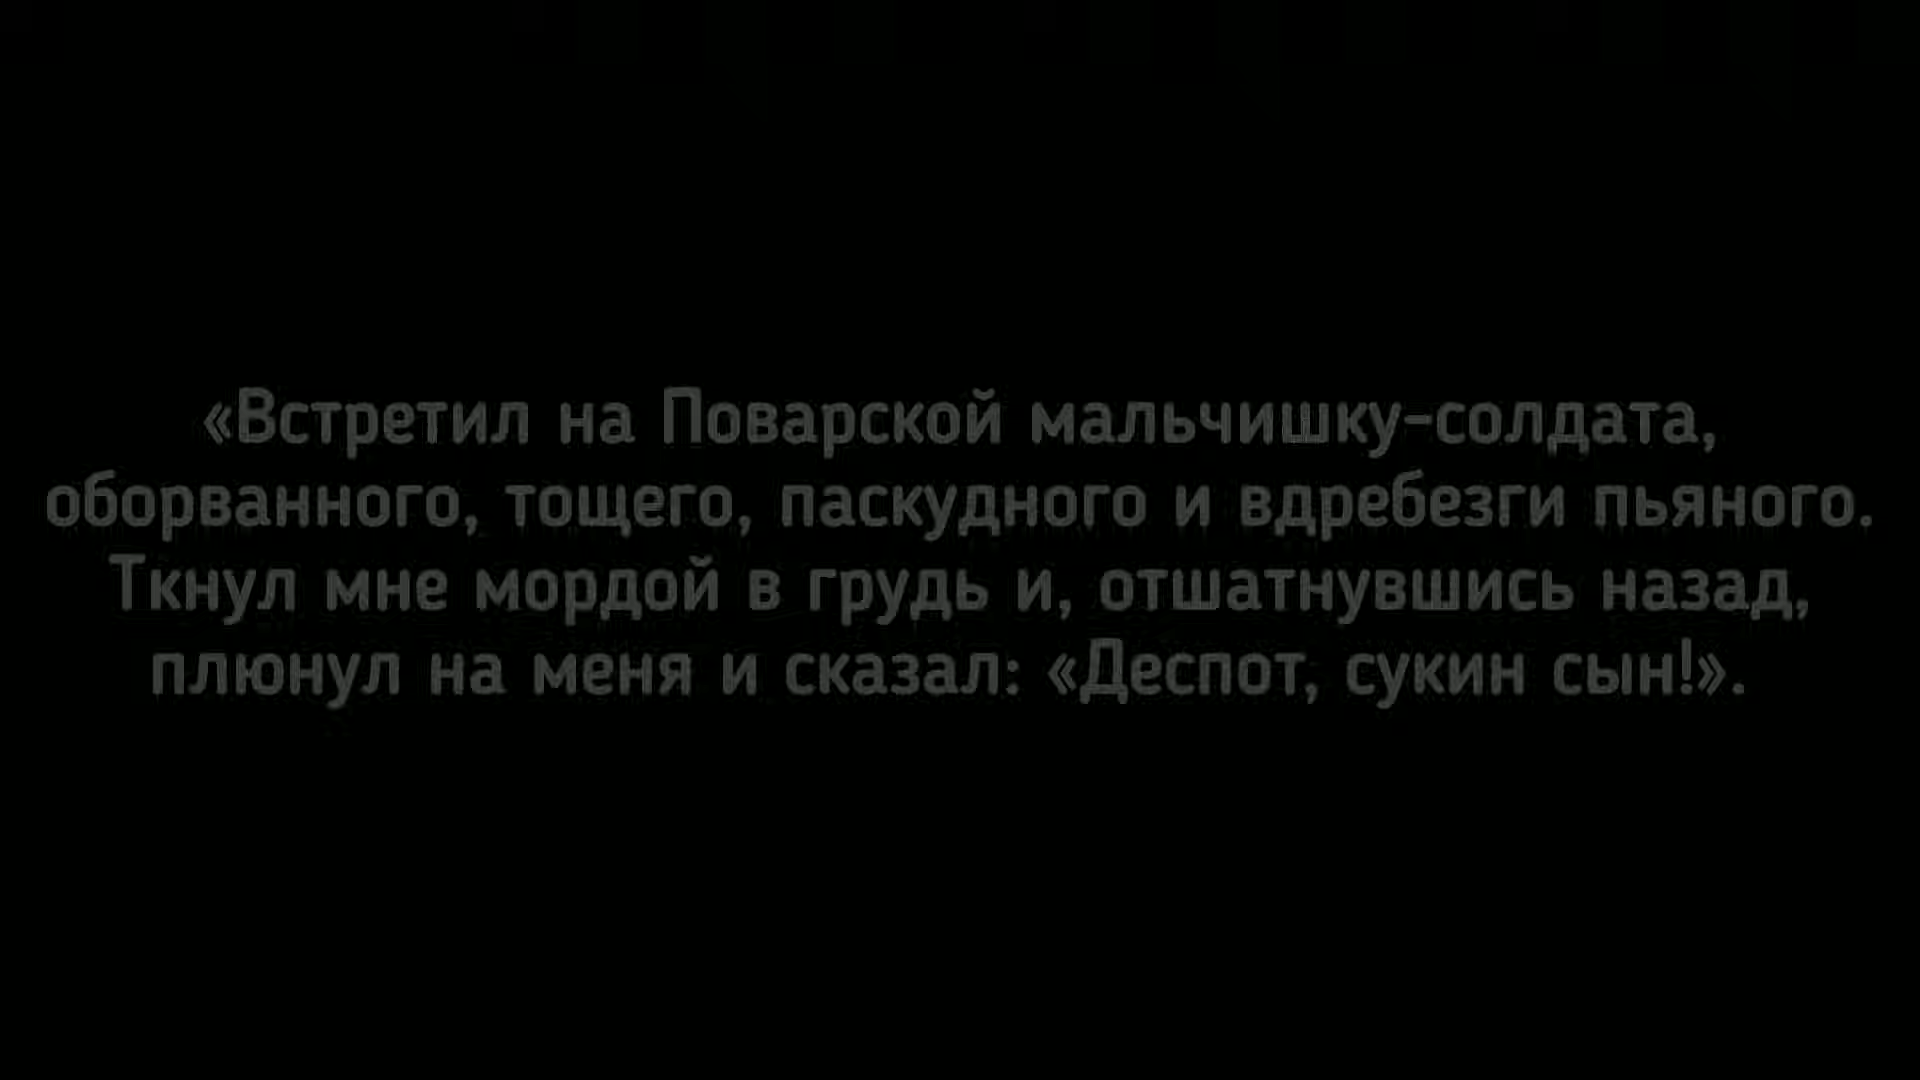 «Встретил на Поварской мальчишку-солдата,
оборванного, тощего, паскудного и вдребезги пьяного.
Ткнул мне мордой в грудь и, отшатнувшись назад,
плюнул на меня и сказал: «Деспот, сукин сын!».